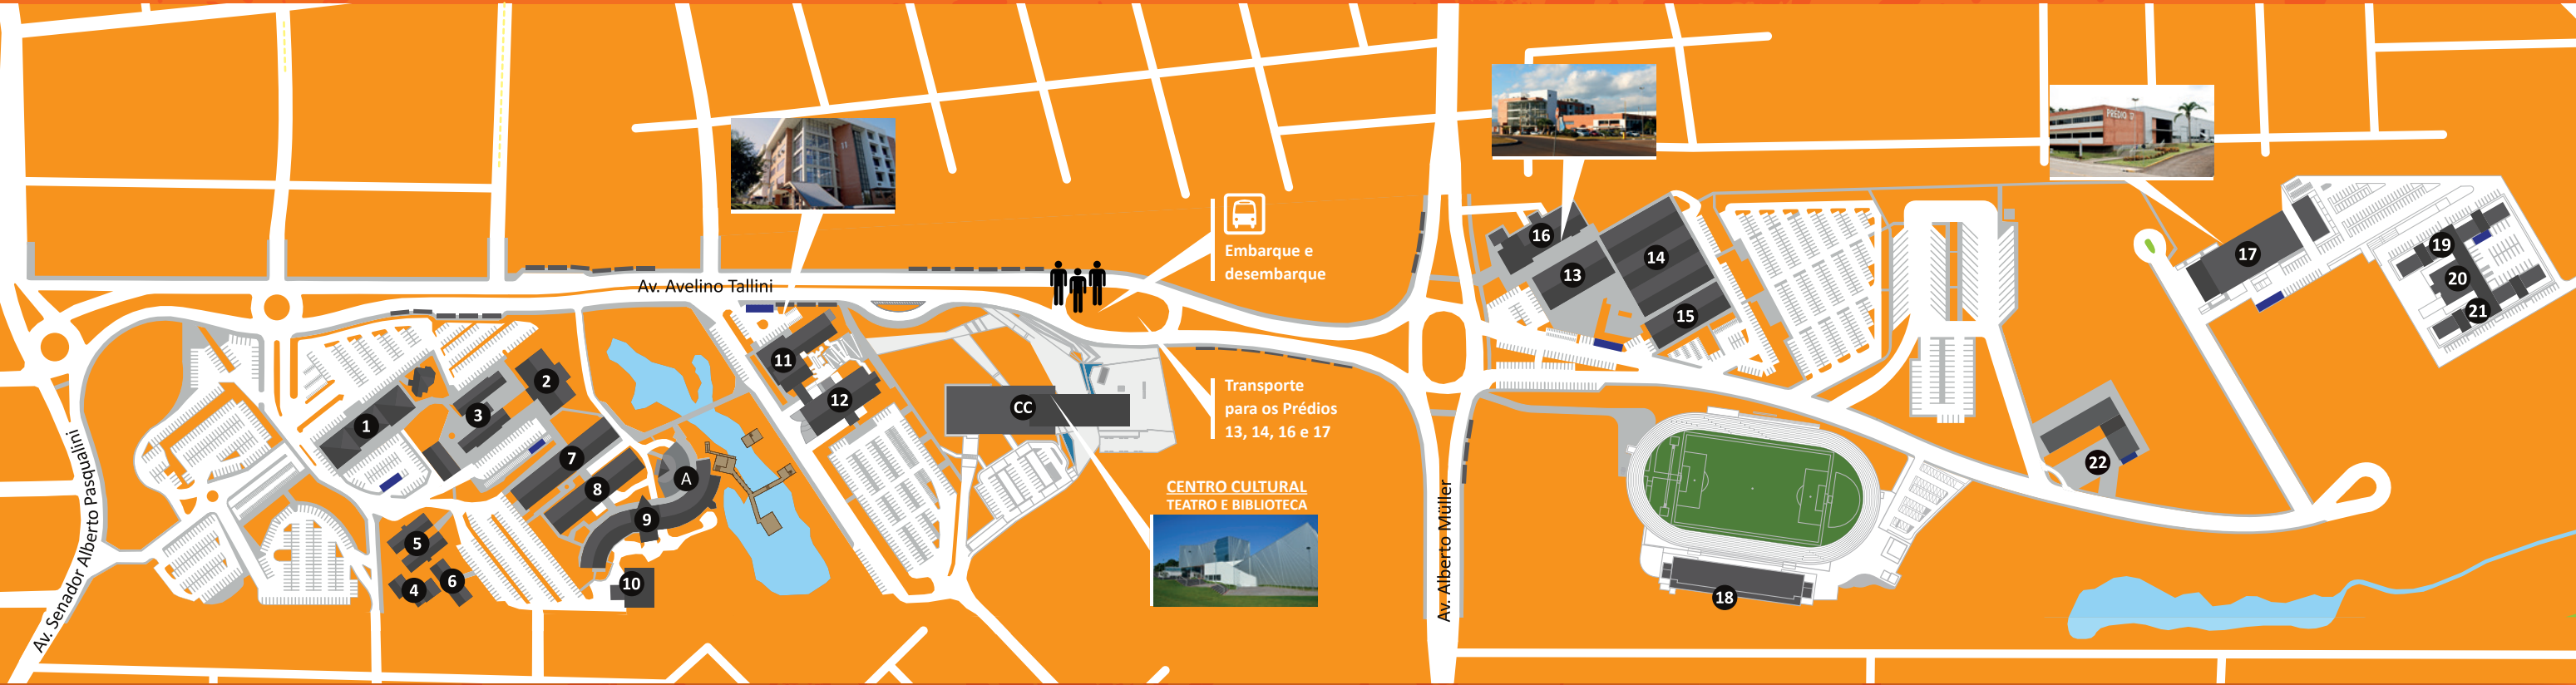 PRÉDIO 17
Embarque e
desembarque
Av. Avelino Tallini
Transporte
para os Prédios
13, 14, 16 e 17
CENTRO CULTURAL
TEATRO E BIBLIOTECA
Av. Senador Alberto Pasqualini
Av. Alberto Müller
1
2
3
4
5
6
7
8
9
10
A
11
12
CC
13
14
15
16
17
18
19
20
21
22